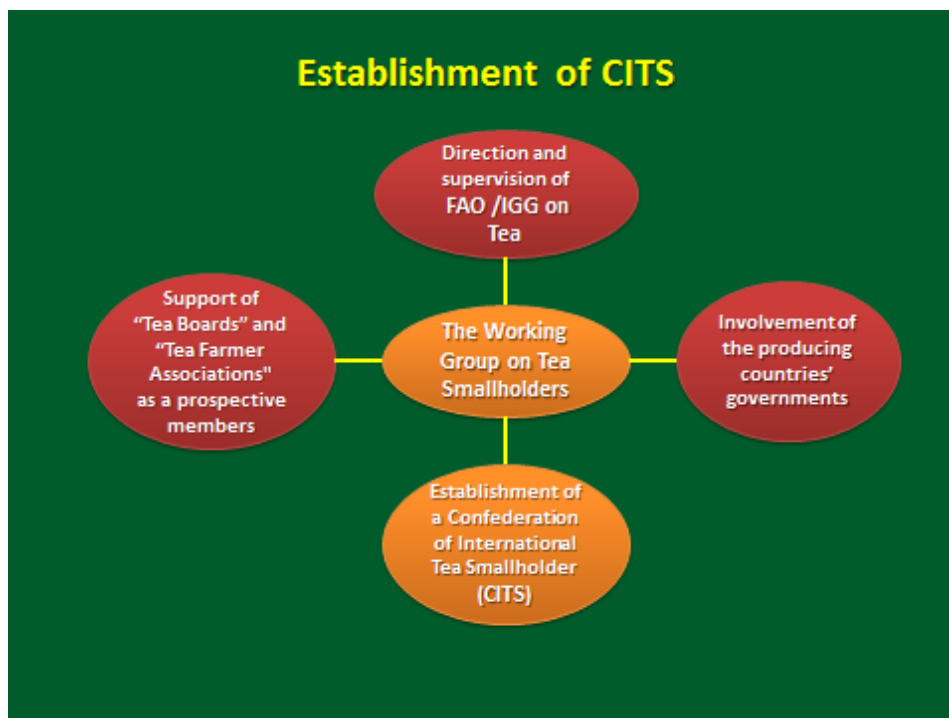 Establishment of CITS
Direction and
supervision of
FAO /IGG on
Tea
Support of
“Tea Boards” and
“Tea Farmer
Associations"
as a prospective
members
The Working
Group on Tea
Smallholders
Involvement of
the producing
countries’
governments
Establishment of
a Confederation
of International
Tea Smallholder
(CITS)